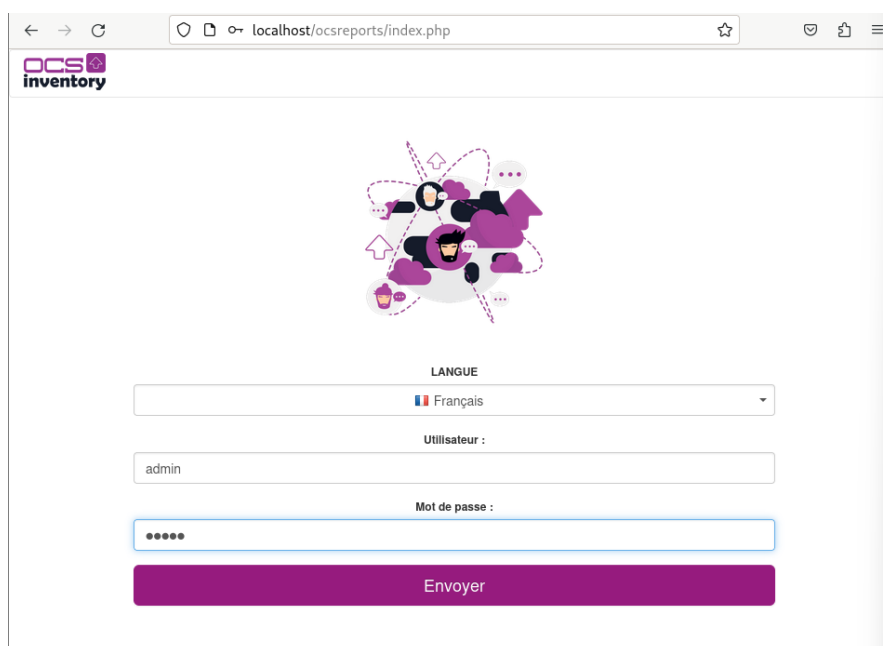 localhost/ocsreports/index.php
OCS
inventory
LANGUE
Français
Utilisateur :
admin
Mot de passe :
•••••
Envoyer